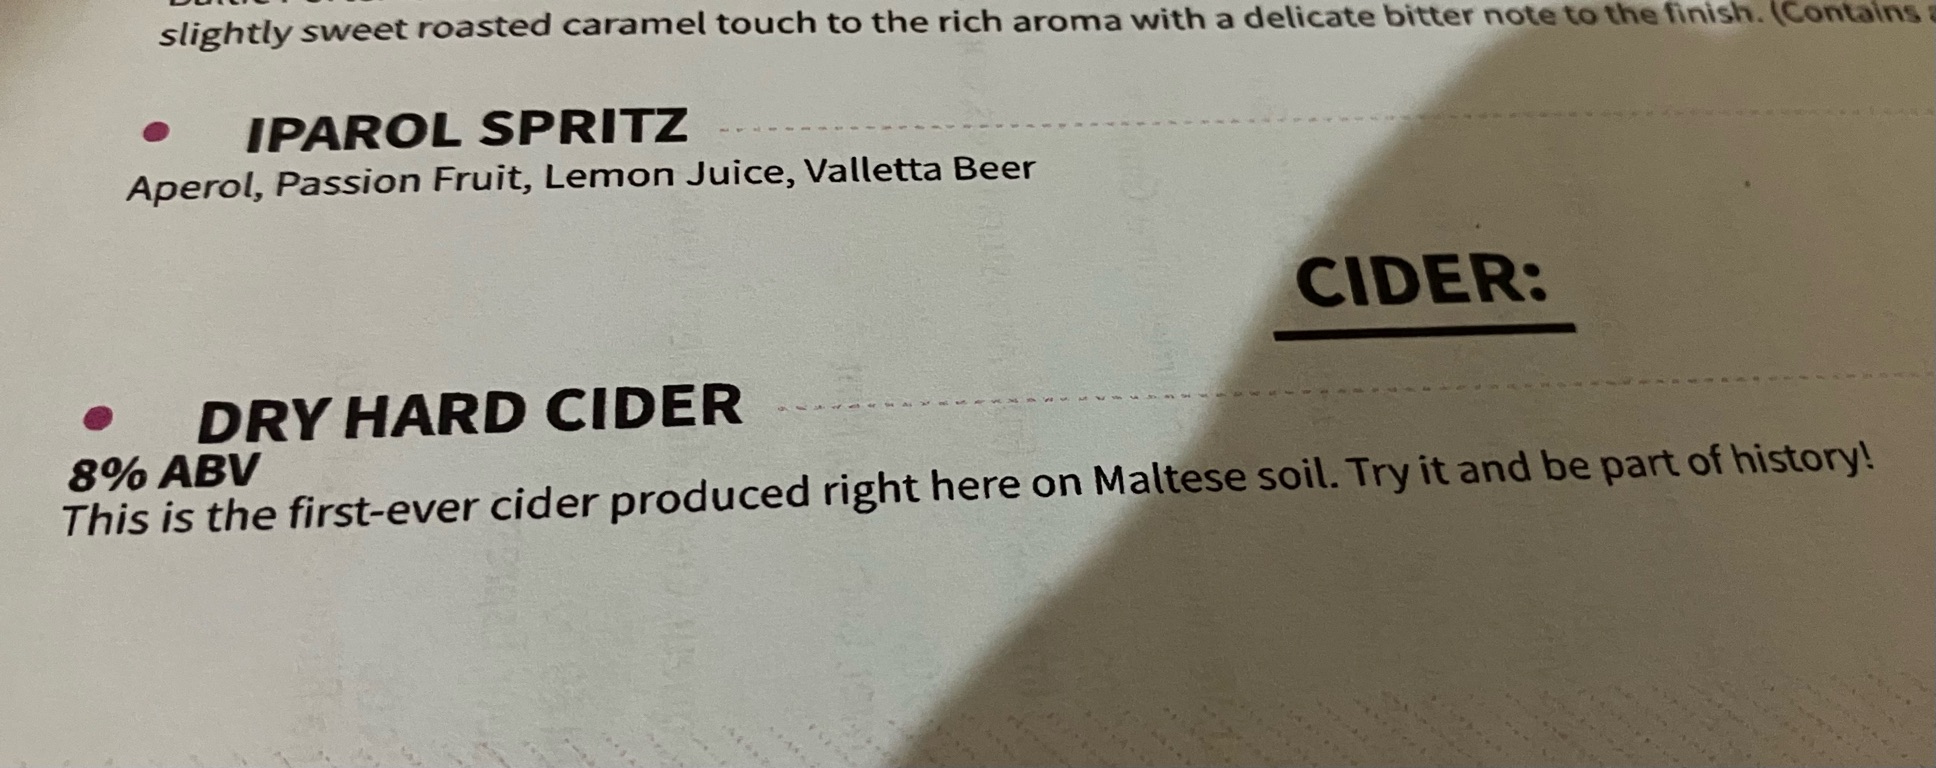 slightly sweet roasted caramel touch to the rich aroma with a delicate bitter note to the finish. (Contains
IPAROL SPRITZ
Aperol, Passion Fruit, Lemon Juice, Valletta Beer
CIDER:
DRY HARD CIDER
8% ABV
This is the first-ever cider produced right here on Maltese soil. Try it and be part of history!